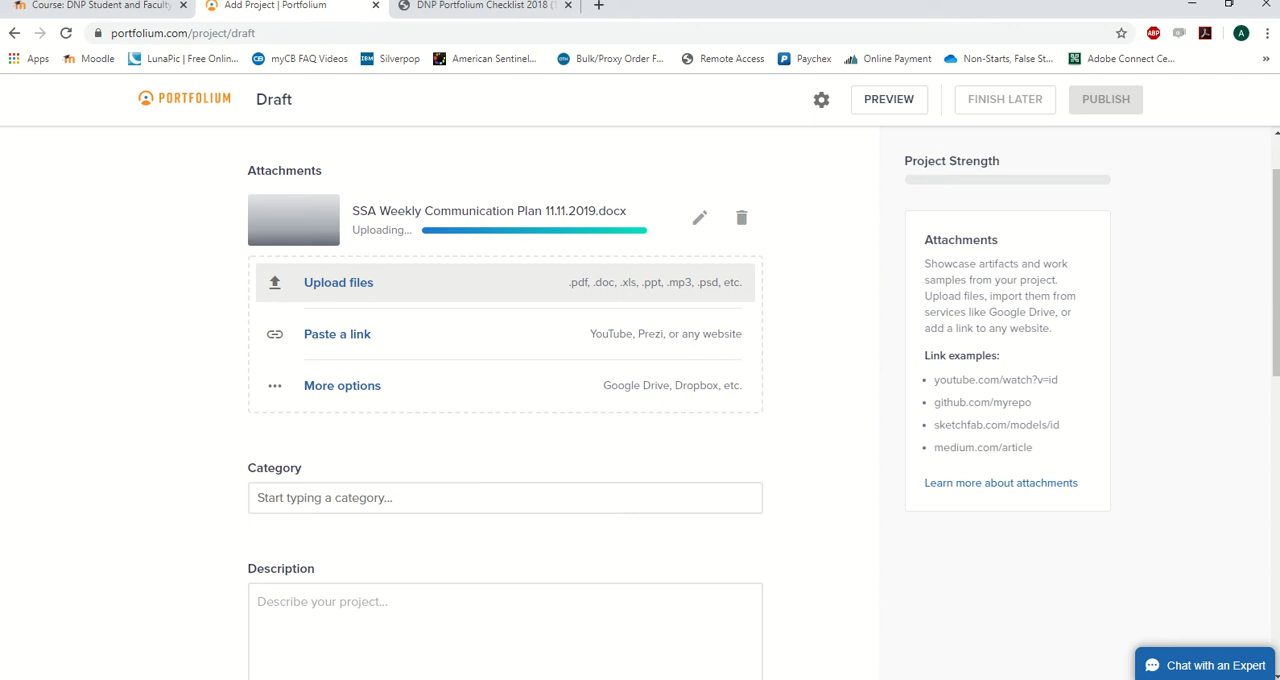 Course: DNP Student and Faculty
Add Project | Portfolium
DNP Portfolium Checklist 2018 (1
portfolium.com/project/draft
ABP
A
Apps
Moodle
LunaPic | Free Onlin...
CB
myCB FAQ Videos
IBM
Silverpop
American Sentinel...
Bulk/Proxy Order F...
Remote Access
Paychex
Online Payment
Non-Starts, False St...
Adobe Connect Ce...
PORTFOLIUM
Draft
PREVIEW
FINISH LATER
PUBLISH
Attachments
SSA Weekly Communication Plan 11.11.2019.docx
Uploading...
Upload files
.pdf, .doc, .xls, .ppt, .mp3, .psd, etc.
Paste a link
YouTube, Prezi, or any website
More options
Google Drive, Dropbox, etc.
Category
Start typing a category...
Description
Describe your project...
Project Strength
Attachments
Showcase artifacts and work
samples from your project.
Upload files, import them from
services like Google Drive, or
add a link to any website.
Link examples:
youtube.com/watch?v=id
github.com/myrepo
sketchfab.com/models/id
medium.com/article
Learn more about attachments
Chat with an Expert